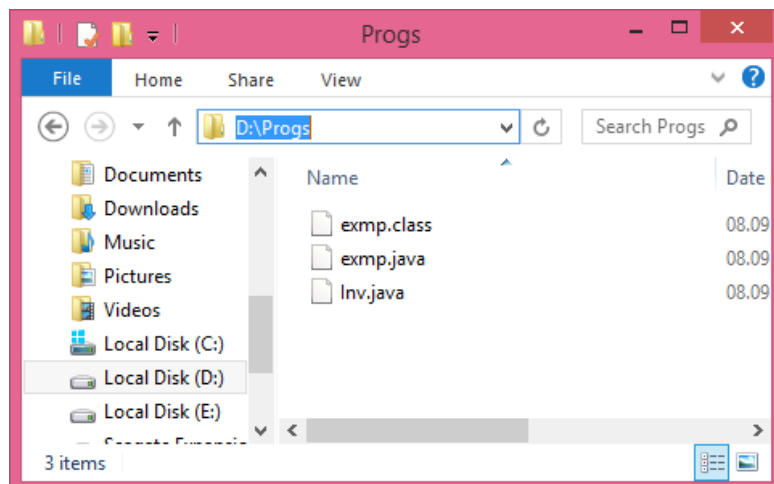 Progs
File Home Share View
D:\Progs Search Progs
Documents
Downloads
Music
Pictures
Videos
Local Disk (C:)
Local Disk (D:)
Local Disk (E:)
Name Date
exmp.class 08.09
exmp.java 08.09
Inv.java 08.09
3 items